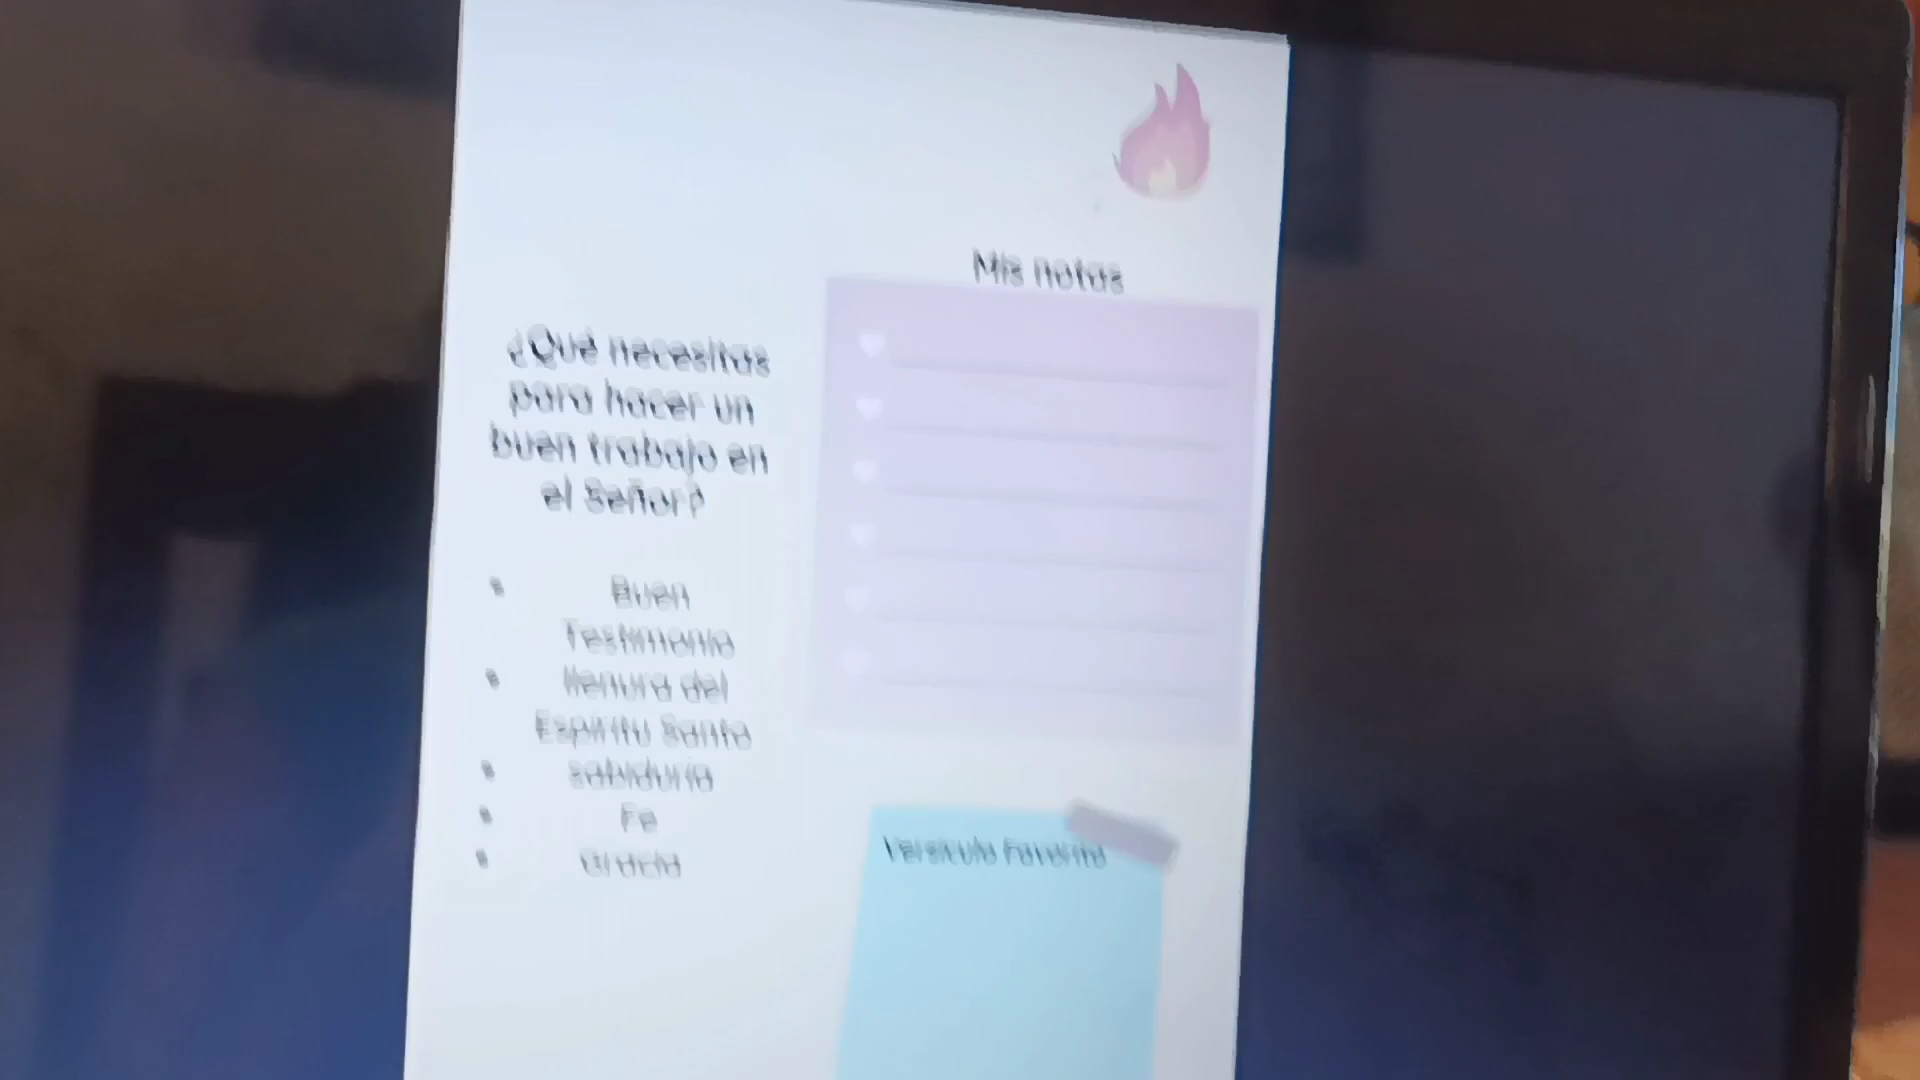 ¿Qué necesitas
para hacer un
buen trabajo en
el Señor?
Buen
Testimonio
llenura del
Espíritu Santo
sabiduría
Fe
Gracia
Mis notas
Versículo Favorito